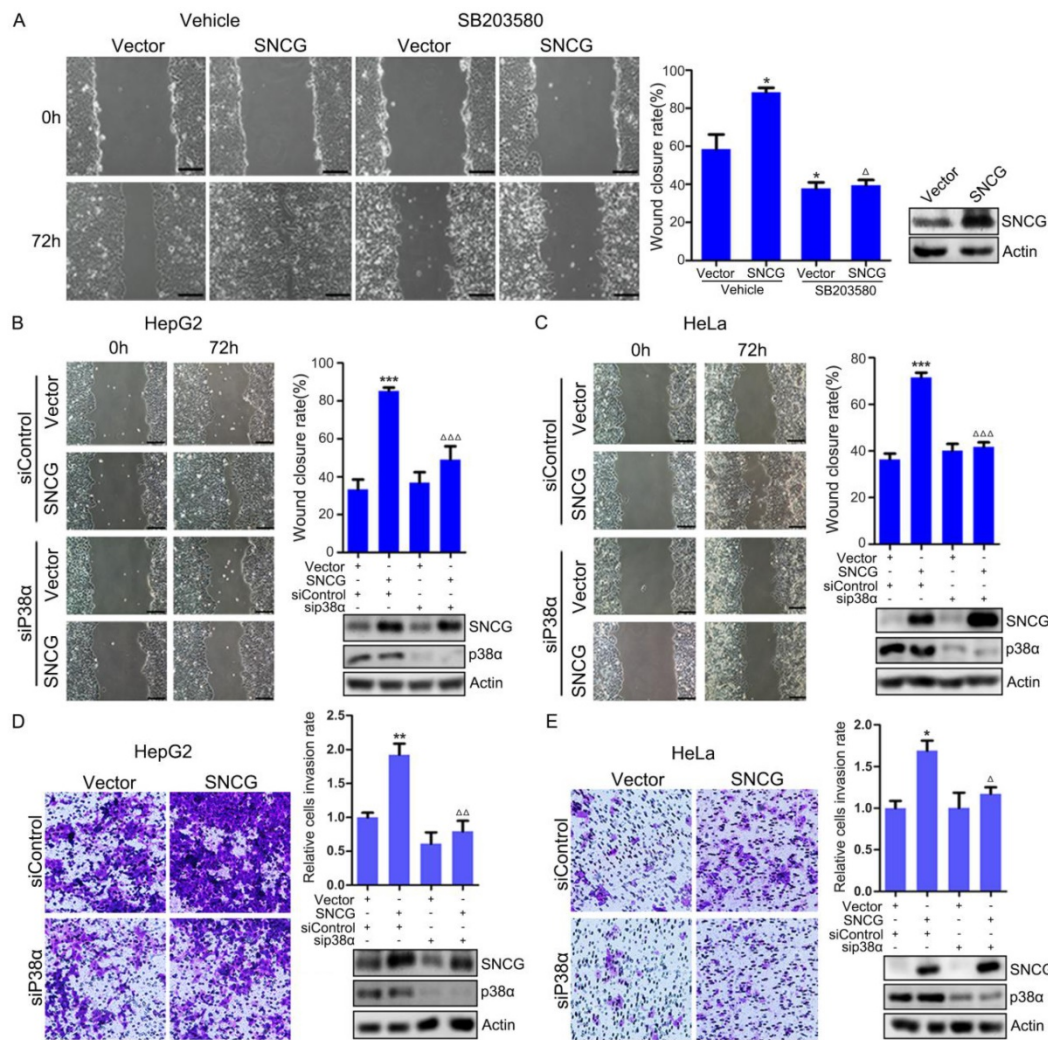 A
Vehicle SB203580
Vector SNCG Vector SNCG
0h
72h
Wound closure rate(%)
100
80
60
40
20
0
* * Δ
Vector SNCG Vector SNCG
Vehicle SB203580
Vector SNCG
SNCG
Actin
B
HepG2
0h 72h
siControl
Vector
SNCG
siP38α
Vector
SNCG
Wound closure rate(%)
100
80
60
40
20
0
*** ΔΔΔ
Vector + - + -
SNCG - + - +
siControl + + - -
sip38α - - + +
SNCG
p38α
Actin
C
HeLa
0h 72h
siControl
Vector
SNCG
siP38α
Vector
SNCG
Wound closure rate(%)
80
60
40
20
0
*** ΔΔΔ
Vector + - + -
SNCG - + - +
siControl + + - -
sip38α - - + +
SNCG
p38α
Actin
D
HepG2
Vector SNCG
siControl
siP38α
Relative cells invasion rate
2.5
2.0
1.5
1.0
0.5
0.0
** ΔΔ
Vector + - + -
SNCG - + - +
siControl + + - -
sip38α - - + +
SNCG
p38α
Actin
E
HeLa
Vector SNCG
siControl
siP38α
Relative cells invasion rate
2.0
1.5
1.0
0.5
0.0
* Δ
Vector + - + -
SNCG - + - +
siControl + + - -
sip38α - - + +
SNCG
p38α
Actin